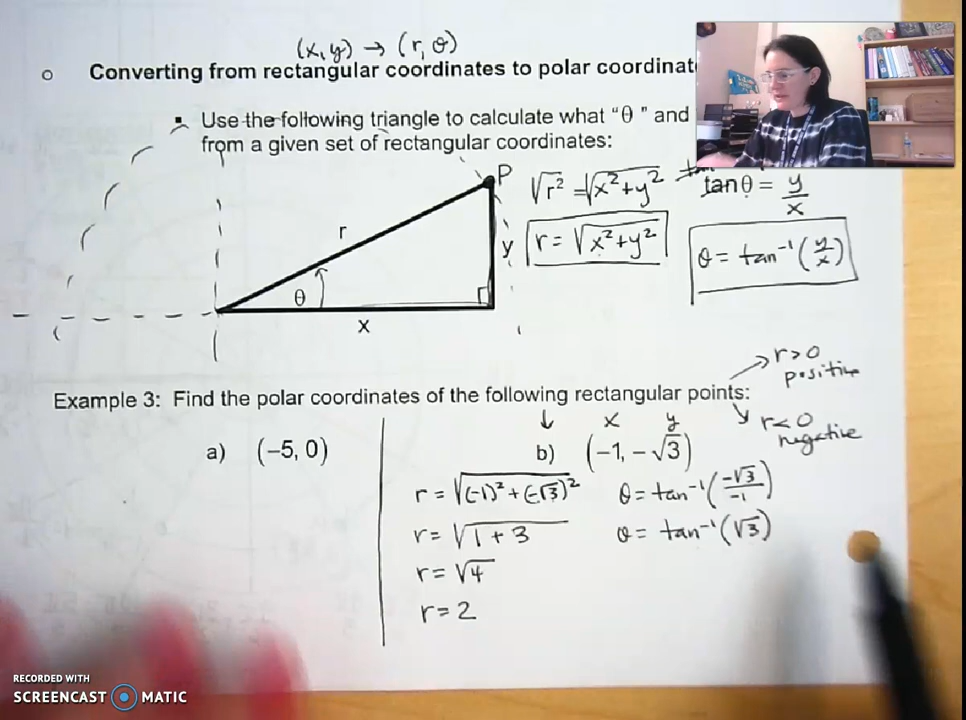 (x, y) → (r, θ)
Converting from rectangular coordinates to polar coordinat
Use the following triangle to calculate what “θ ” and
from a given set of rectangular coordinates:
P
√r² = √x²+y²
tanθ = y/x
r
y
r = √x²+y²
θ = tan⁻¹(y/x)
θ
x
r>0
positive
Example 3: Find the polar coordinates of the following rectangular points:
r<0
negative
x y
a) (−5, 0)
b) (−1, −√3)
r = √(-1)² + (-√3)²
θ = tan⁻¹(-√3/-1)
r = √1 + 3
θ = tan⁻¹(√3)
r = √4
r = 2
RECORDED WITH
SCREENCAST MATIC